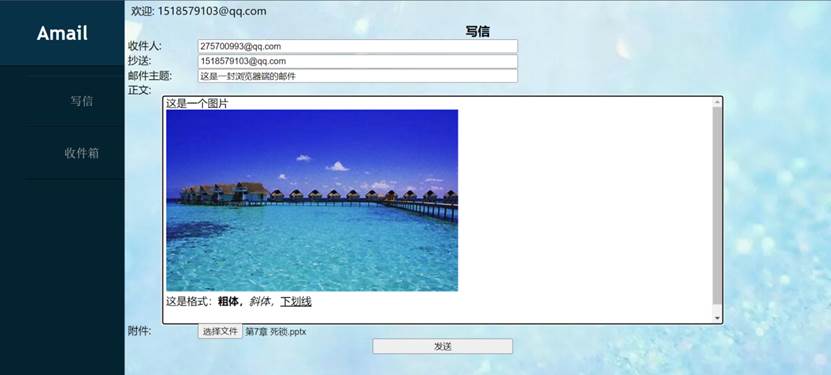 Amail
写信
收件箱
欢迎: 1518579103@qq.com
写信
收件人: 275700993@qq.com
抄送: 1518579103@qq.com
邮件主题: 这是一封浏览器端的邮件
正文:
这是一个图片
这是格式：粗体，斜体，下划线
附件: 选择文件 第7章 死锁.pptx
发送